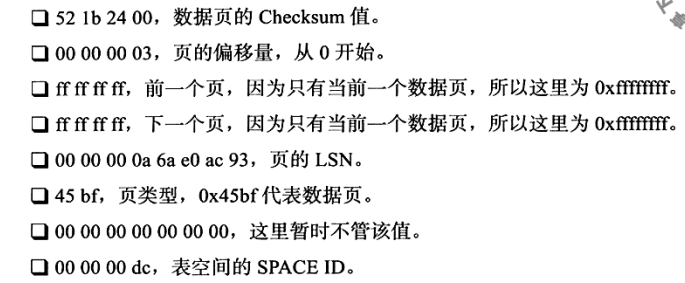 ❑ 52 1b 24 00，数据页的 Checksum 值。
❑ 00 00 00 03，页的偏移量，从 0 开始。
❑ ff ff ff ff，前一个页，因为只有当前一个数据页，所以这里为 0xffffffff。
❑ ff ff ff ff，下一个页，因为只有当前一个数据页，所以这里为 0xffffffff。
❑ 00 00 00 0a 6a e0 ac 93，页的 LSN。
❑ 45 bf，页类型，0x45bf 代表数据页。
❑ 00 00 00 00 00 00 00，这里暂时不管该值。
❑ 00 00 00 dc，表空间的 SPACE ID。